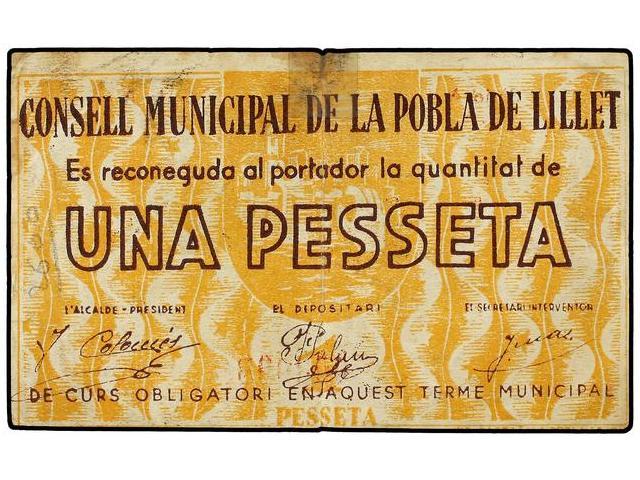 CONSELL MUNICIPAL DE LA POBLA DE LILLET
Es reconeguda al portador la quantitat de
UNA PESSETA
L'ALCALDE - PRESIDENT EL DEPOSITARI EL SECRETARI INTERVENTOR
DE CURS OBLIGATORI EN AQUEST TERME MUNICIPAL
PESSETA